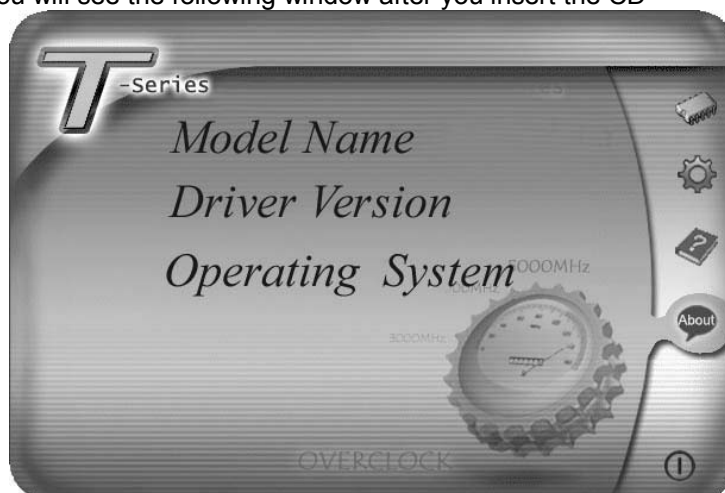 ou will see the following window after you insert the CD
T-Series
Model Name
Driver Version
Operating System
5000MHz
3000MHz
About
OVERCLOCK